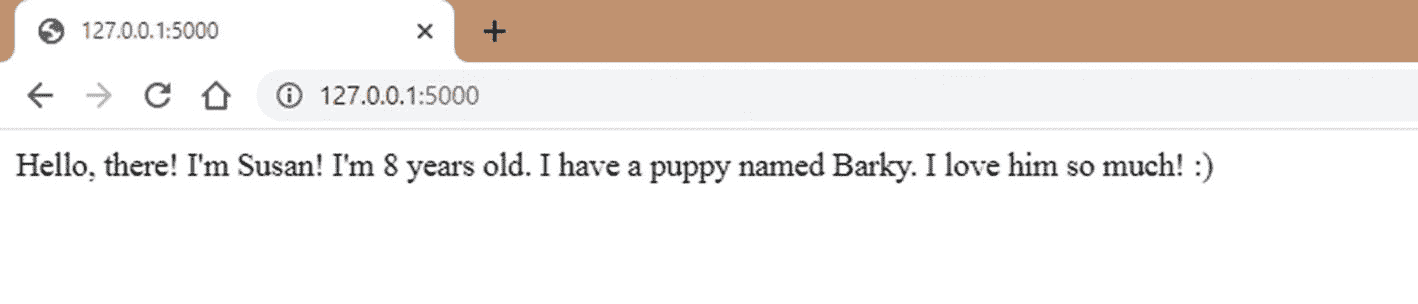 127.0.0.1:5000
127.0.0.1:5000
Hello, there! I'm Susan! I'm 8 years old. I have a puppy named Barky. I love him so much! :)